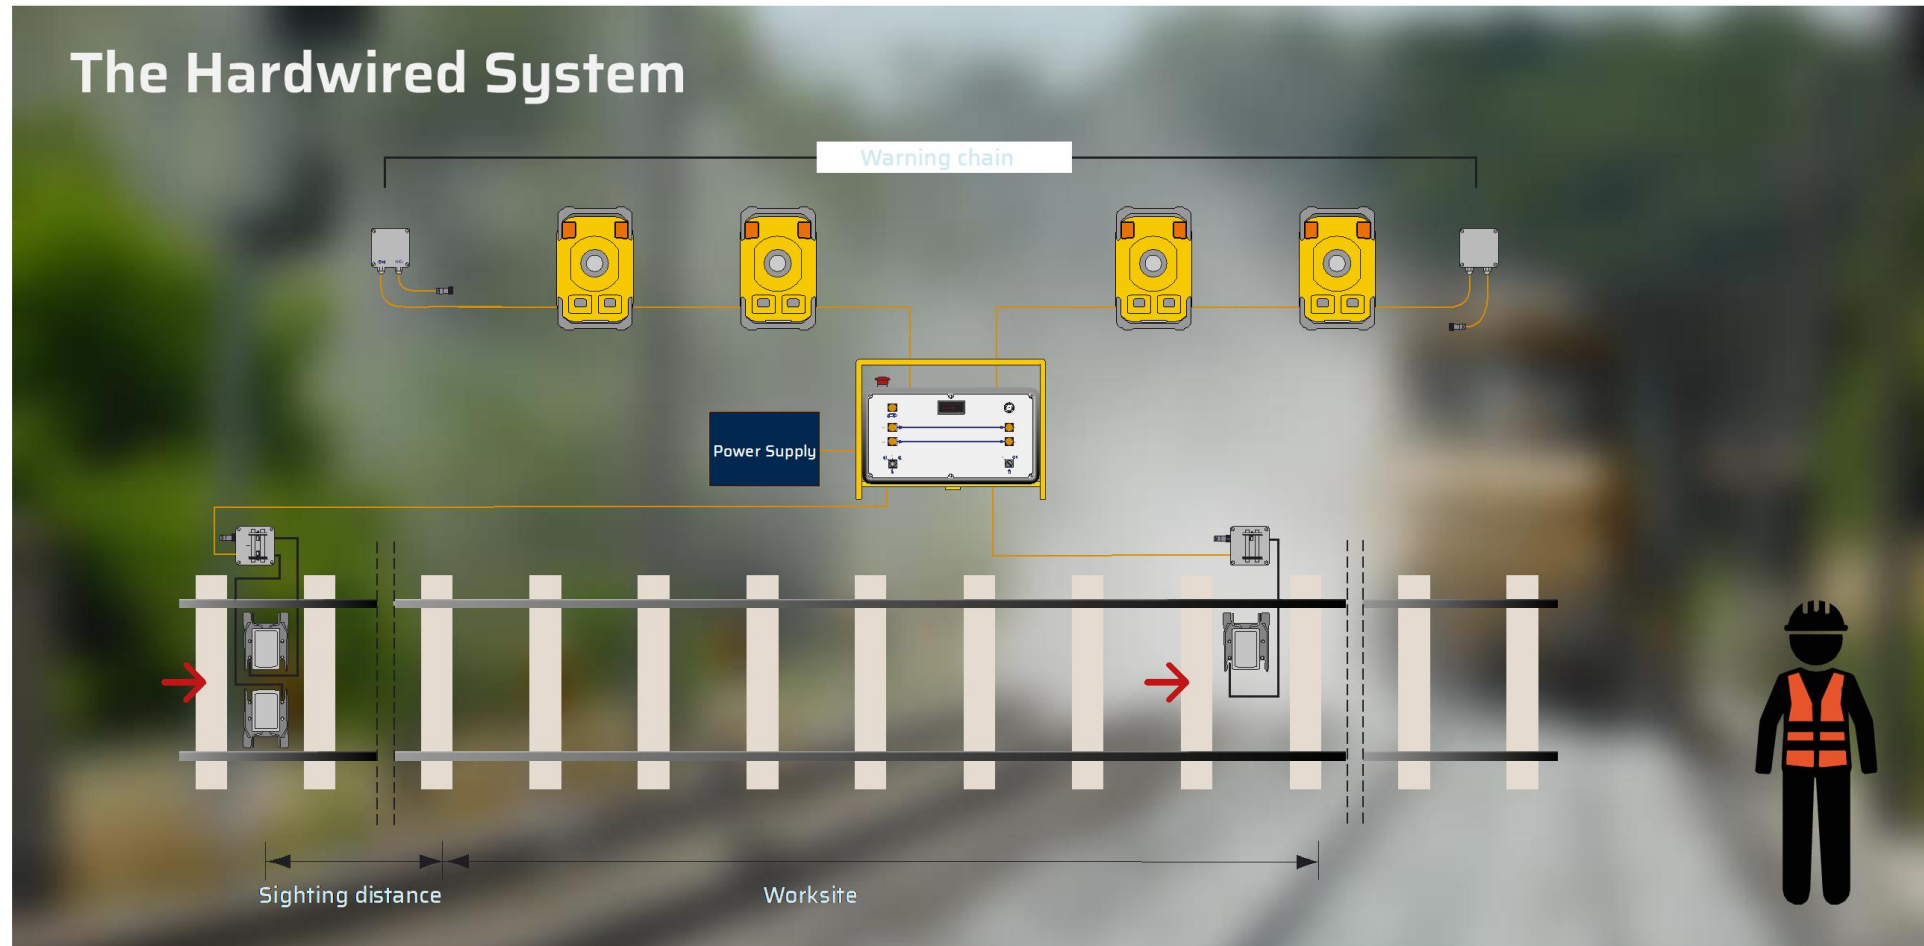 The Hardwired System
Warning chain
Power Supply
Sighting distance
Worksite